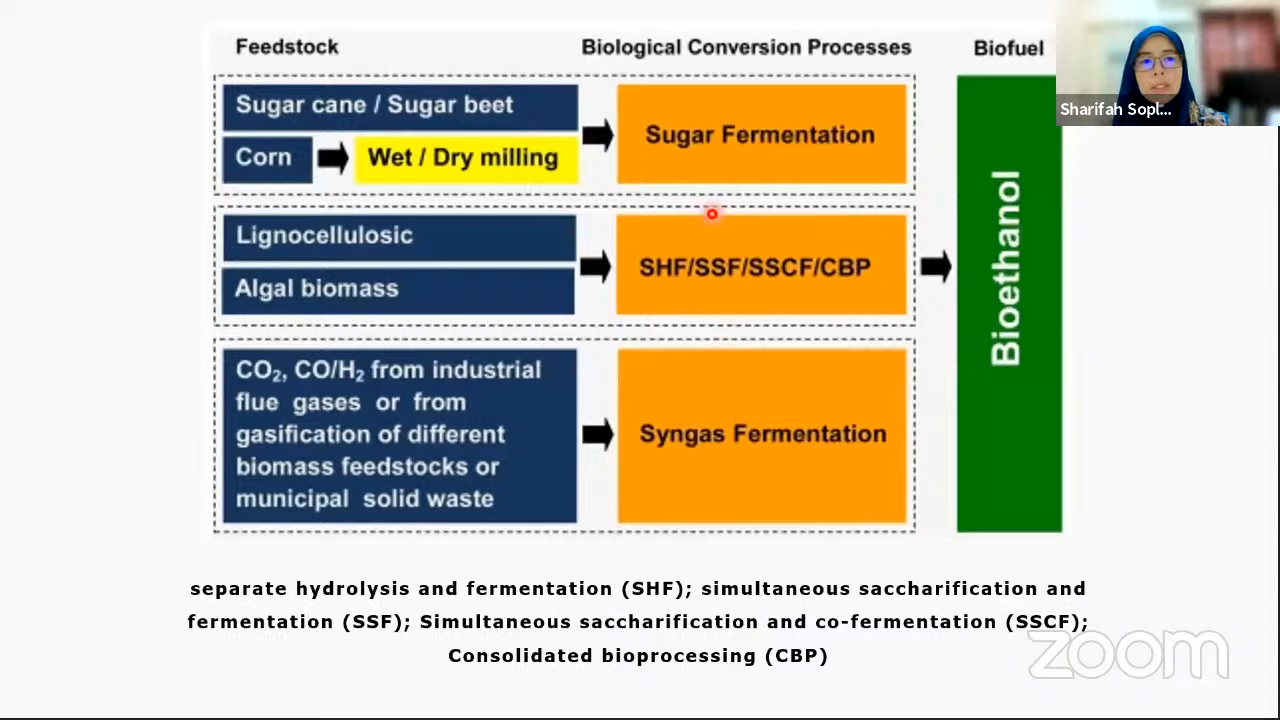 Feedstock
Biological Conversion Processes
Biofuel
Sugar cane / Sugar beet
Corn
Wet / Dry milling
Sugar Fermentation
Lignocellulosic
Algal biomass
SHF/SSF/SSCF/CBP
CO₂, CO/H₂ from industrial
flue gases or from
gasification of different
biomass feedstocks or
municipal solid waste
Syngas Fermentation
Bioethanol
Sharifah Sopl...
separate hydrolysis and fermentation (SHF); simultaneous saccharification and
fermentation (SSF); Simultaneous saccharification and co-fermentation (SSCF);
Consolidated bioprocessing (CBP)
zoom